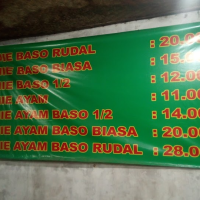 IE BASO RUDAL : 20.0
IE BASO BIASA : 15.0
IE BASO 1/2 : 12.00
IE AYAM : 11.00
IE AYAM BASO 1/2 : 14.00
IE AYAM BASO BIASA : 20.00
IE AYAM BASO RUDAL : 28.00